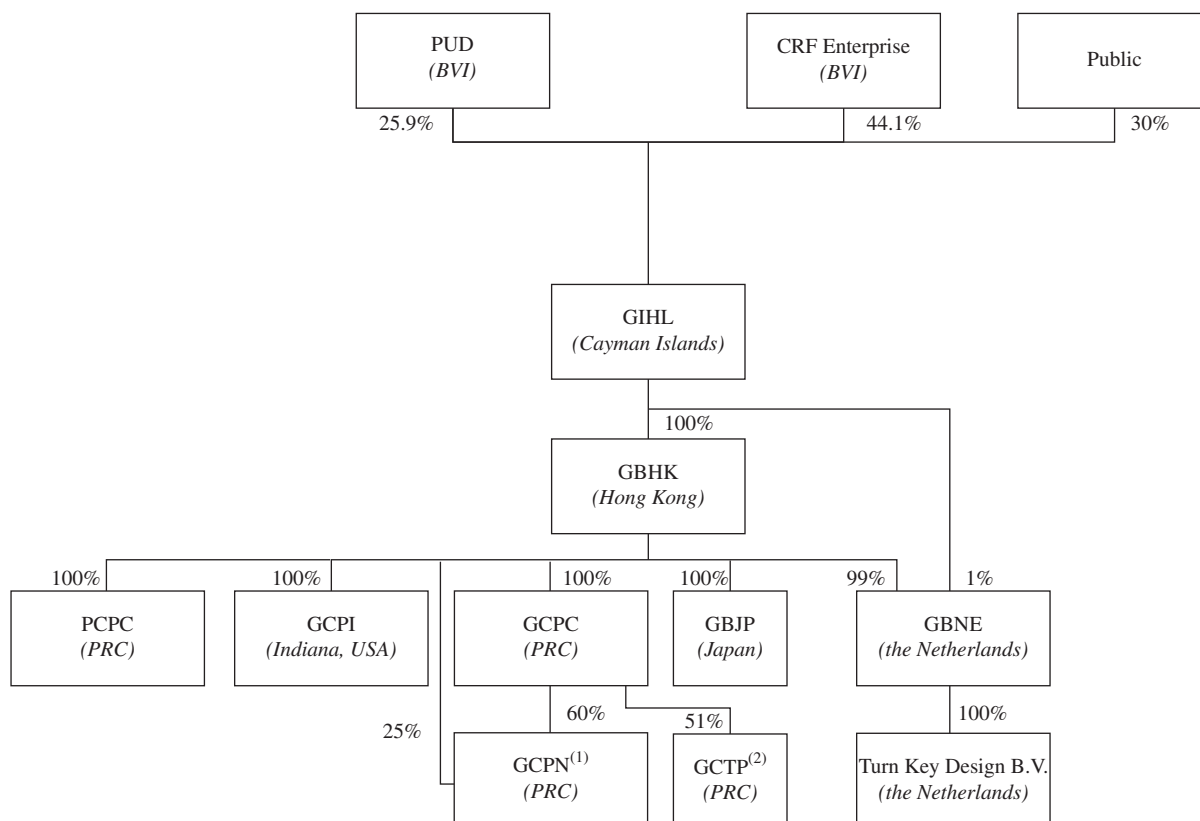 PUD
(BVI)
CRF Enterprise
(BVI)
Public
25.9%
44.1%
30%
GIHL
(Cayman Islands)
100%
GBHK
(Hong Kong)
100%
100%
100%
100%
99%
1%
PCPC
(PRC)
GCPI
(Indiana, USA)
GCPC
(PRC)
GBJP
(Japan)
GBNE
(the Netherlands)
25%
60%
51%
100%
GCPN(1)
(PRC)
GCTP(2)
(PRC)
Turn Key Design B.V.
(the Netherlands)